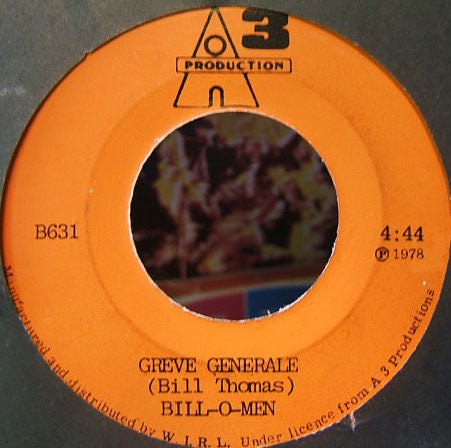 A 3
PRODUCTION
B631
4:44
℗ 1978
GREVE GENERALE
(Bill Thomas)
BILL-O-MEN
Manufactured and distributed by W.I.R.L. Under licence from A 3 Productions